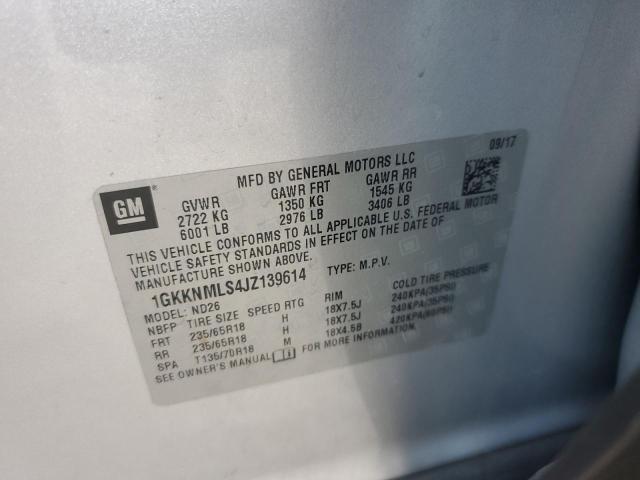 09/17
GM
MFD BY GENERAL MOTORS LLC
GVWR GAWR FRT GAWR RR
2722 KG 1350 KG 1545 KG
6001 LB 2976 LB 3406 LB
THIS VEHICLE CONFORMS TO ALL APPLICABLE U.S. FEDERAL MOTOR
VEHICLE SAFETY STANDARDS IN EFFECT ON THE DATE OF
MANUFACTURE SHOWN ABOVE.
1GKKNMLS4JZ139614 TYPE: M.P.V.
MODEL: ND26
NBFP TIRE SIZE SPEED RTG RIM COLD TIRE PRESSURE
FRT 235/65R18 H 18X7.5J 240KPA(35PSI)
RR 235/65R18 H 18X7.5J 240KPA(35PSI)
SPA T135/70R18 M 18X4.5B 420KPA(60PSI)
SEE OWNER'S MANUAL FOR MORE INFORMATION.